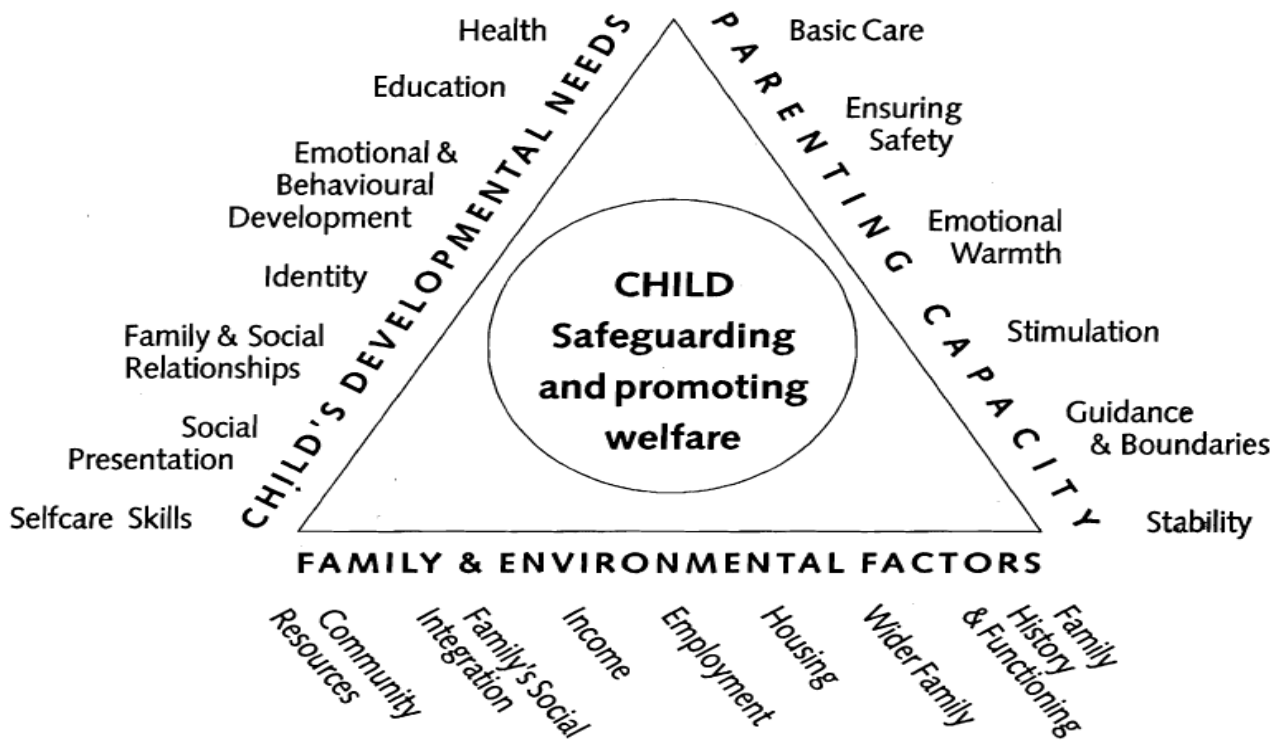 Health
Education
Emotional &
Behavioural
Development
Identity
Family & Social
Relationships
Social
Presentation
Selfcare Skills
CHILD'S DEVELOPMENTAL NEEDS
PARENTING CAPACITY
Basic Care
Ensuring
Safety
Emotional
Warmth
Stimulation
Guidance
& Boundaries
Stability
CHILD
Safeguarding
and promoting
welfare
FAMILY & ENVIRONMENTAL FACTORS
Community
Resources
Family's Social
Integration
Income
Employment
Housing
Wider Family
Family
History
& Functioning